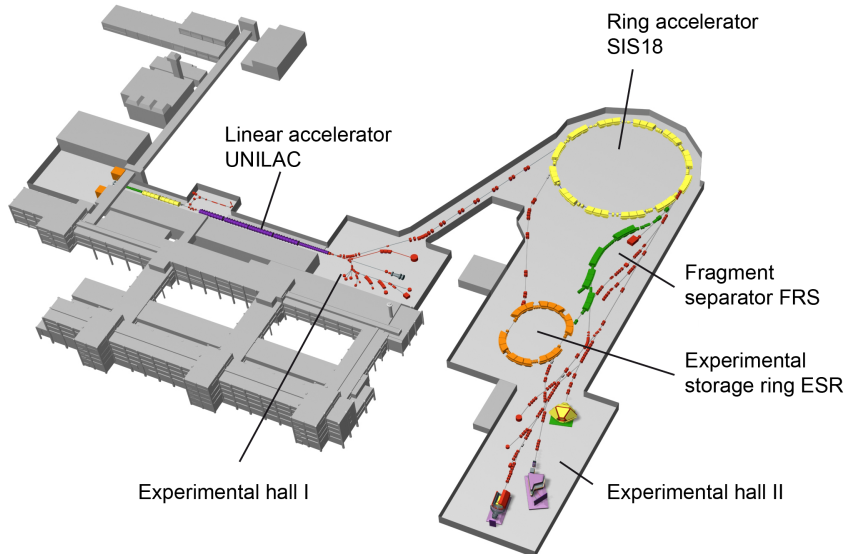 Ring accelerator
SIS18
Linear accelerator
UNILAC
Fragment
separator FRS
Experimental
storage ring ESR
Experimental hall I
Experimental hall II